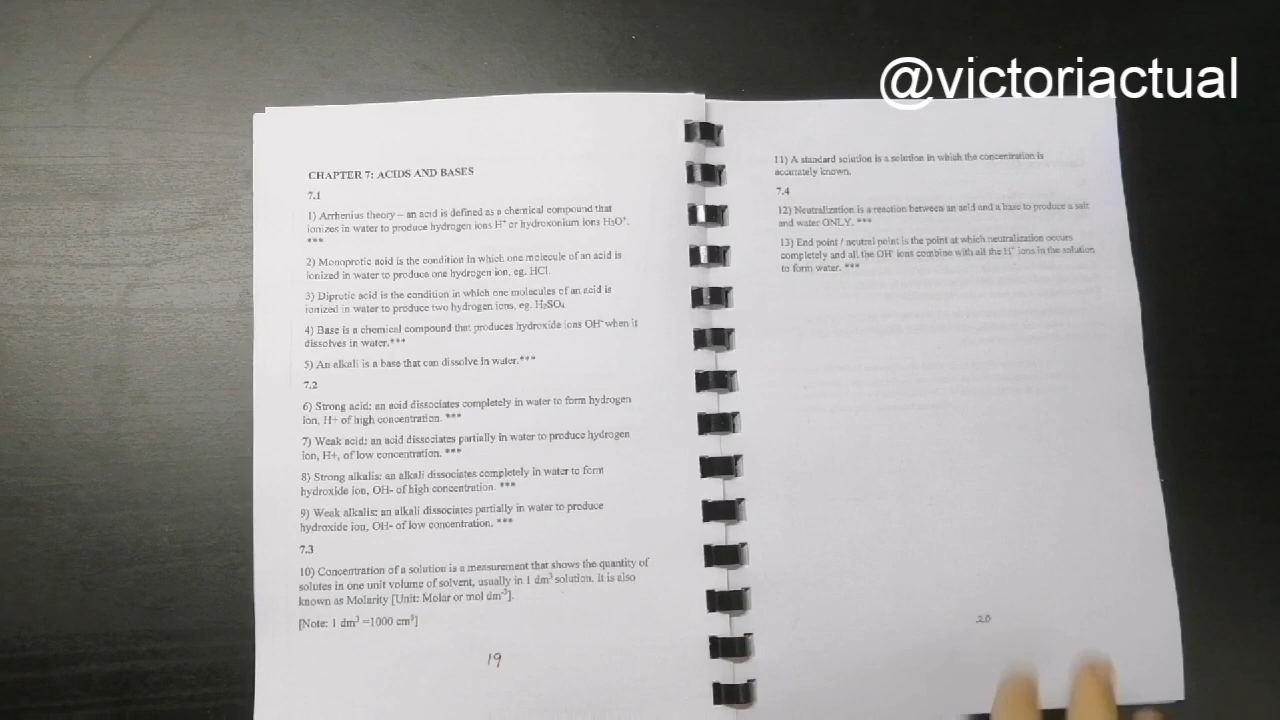 @victoriactual
CHAPTER 7: ACIDS AND BASES
7.1
1) Arrhenius theory – an acid is defined as a chemical compound that
ionizes in water to produce hydrogen ions H⁺ or hydroxonium ions H₃O⁺.
***
2) Monoprotic acid is the condition in which one molecule of an acid is
ionized in water to produce one hydrogen ion, eg. HCl.
3) Diprotic acid is the condition in which one molecules of an acid is
ionized in water to produce two hydrogen ions, eg. H₂SO₄
4) Base is a chemical compound that produces hydroxide ions OH⁻ when it
dissolves in water.***
5) An alkali is a base that can dissolve in water.***
7.2
6) Strong acid: an acid dissociates completely in water to form hydrogen
ion, H+ of high concentration. ***
7) Weak acid: an acid dissociates partially in water to produce hydrogen
ion, H+, of low concentration. ***
8) Strong alkalis: an alkali dissociates completely in water to form
hydroxide ion, OH- of high concentration. ***
9) Weak alkalis: an alkali dissociates partially in water to produce
hydroxide ion, OH- of low concentration. ***
7.3
10) Concentration of a solution is a measurement that shows the quantity of
solutes in one unit volume of solvent, usually in 1 dm³ solution. It is also
known as Molarity [Unit: Molar or mol dm⁻³].
[Note: 1 dm³ =1000 cm³]
19
11) A standard solution is a solution in which the concentration is
accurately known.
7.4
12) Neutralization is a reaction between an acid and a base to produce a salt
and water ONLY. ***
13) End point / neutral point is the point at which neutralization occurs
completely and all the OH⁻ ions combine with all the H⁺ ions in the solution
to form water. ***
20